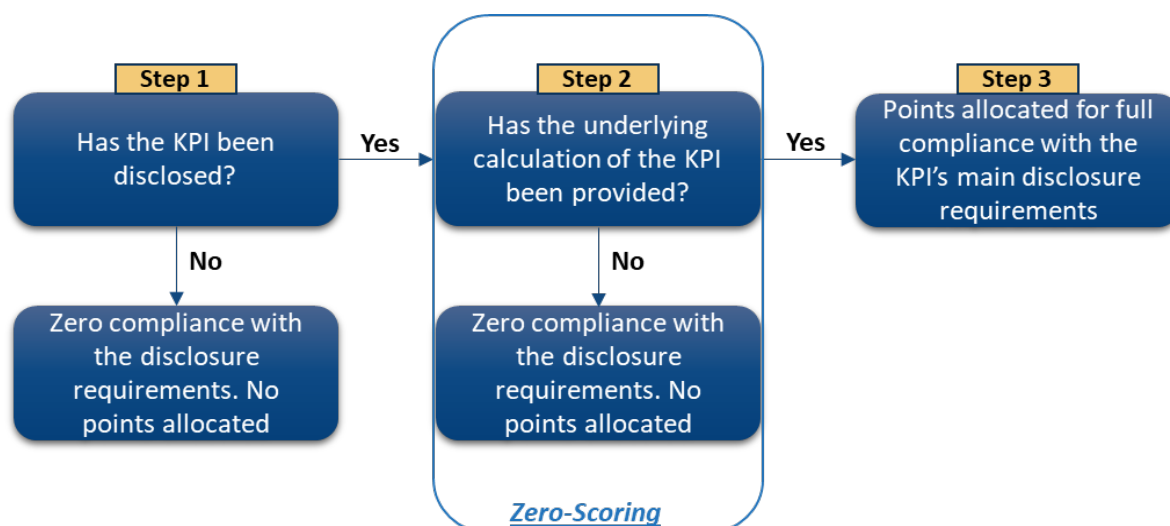 Step 1
Has the KPI been
disclosed?
Yes
Step 2
Has the underlying
calculation of the KPI
been provided?
Yes
Step 3
Points allocated for full
compliance with the
KPI’s main disclosure
requirements
No
Zero compliance with
the disclosure
requirements. No
points allocated
No
Zero compliance with
the disclosure
requirements. No
points allocated
Zero-Scoring